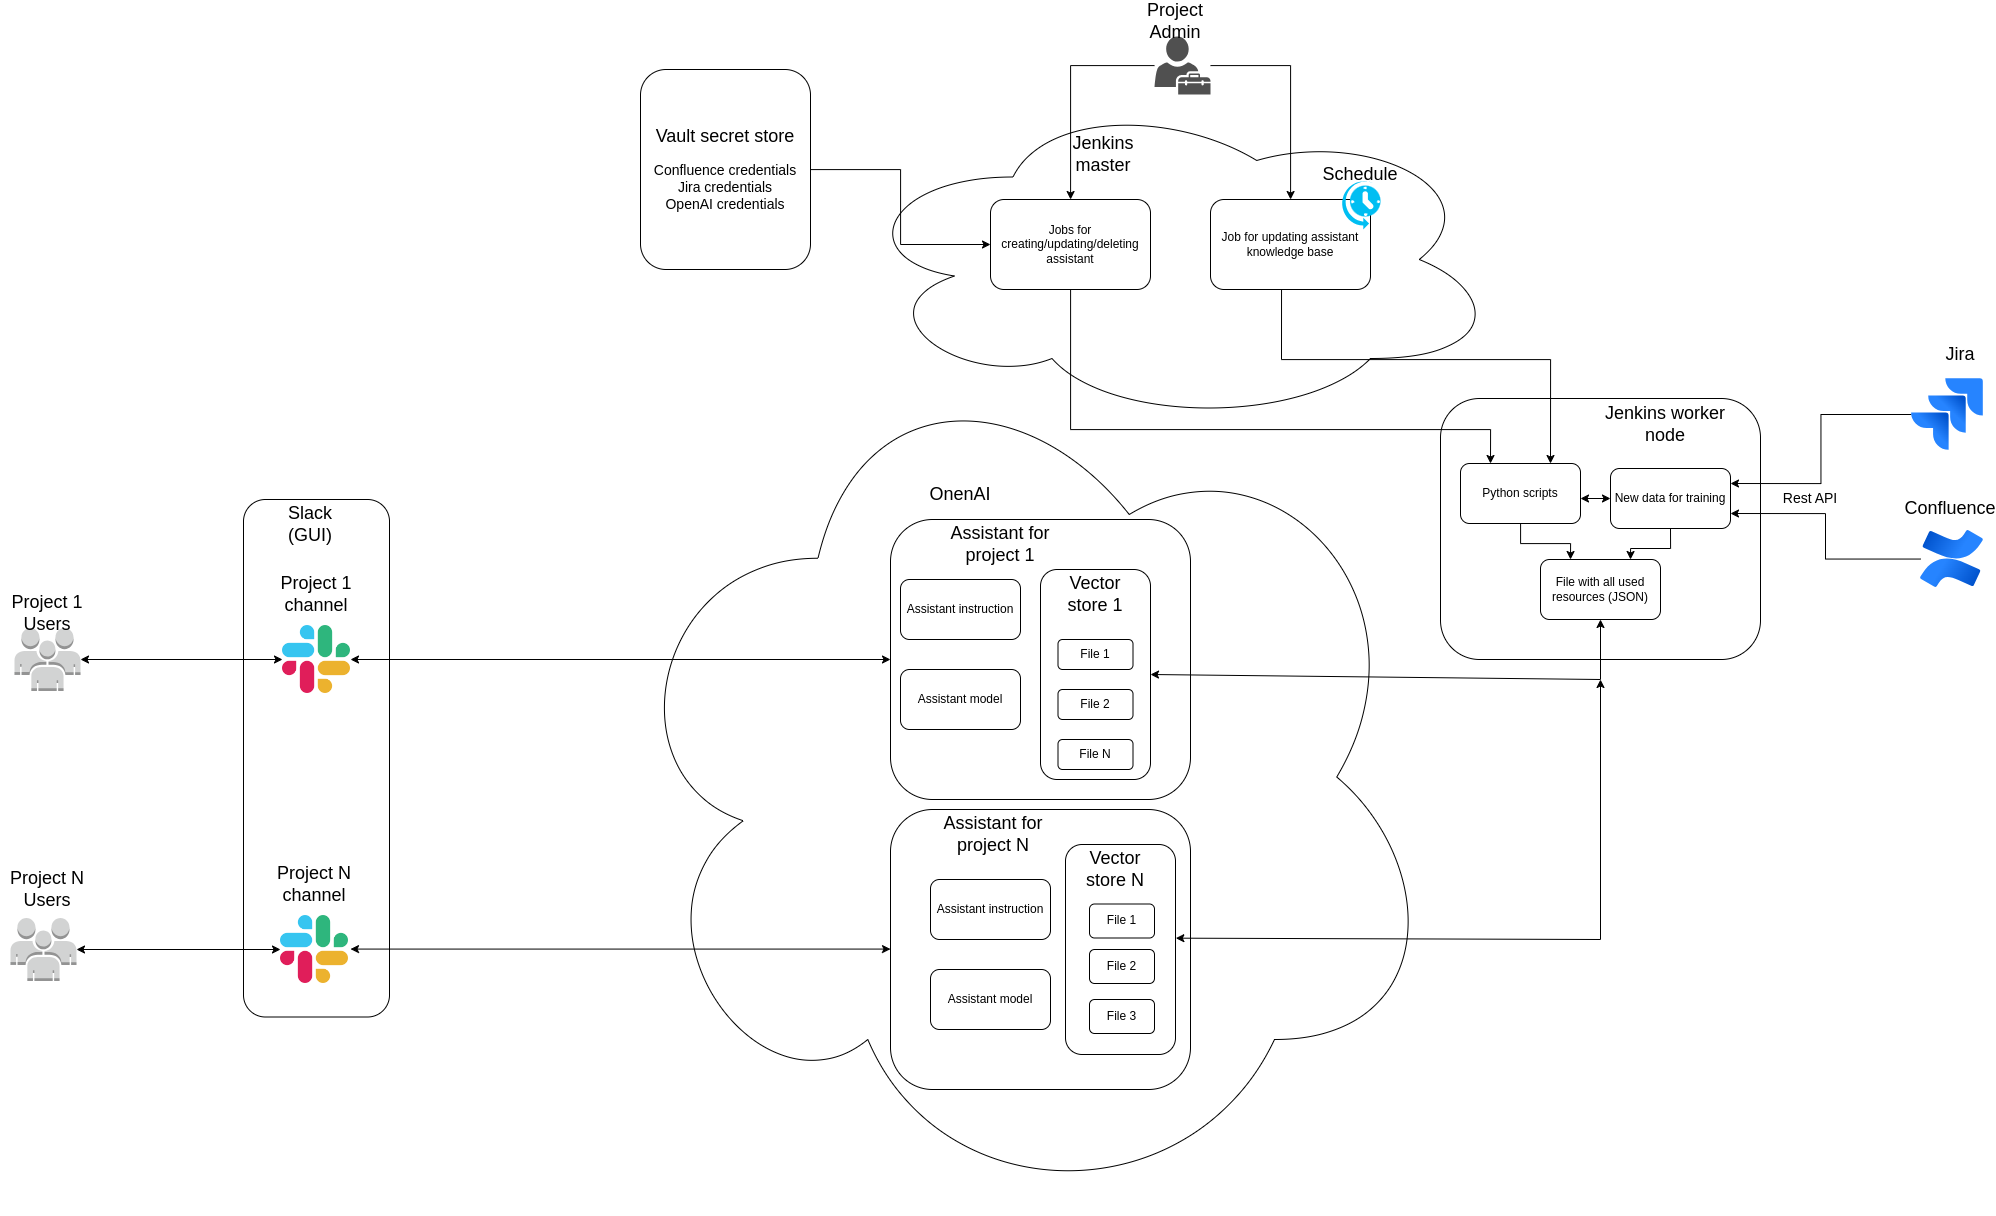 Project
Admin
Vault secret store
Confluence credentials
Jira credentials
OpenAI credentials
Jenkins
master
Schedule
Jobs for
creating/updating/deleting
assistant
Job for updating assistant
knowledge base
Jira
Jenkins worker
node
Python scripts
New data for training
Rest API
Confluence
File with all used
resources (JSON)
Slack
(GUI)
Project 1
channel
Project 1
Users
OnenAI
Assistant for
project 1
Assistant instruction
Assistant model
Vector
store 1
File 1
File 2
File N
Project N
channel
Project N
Users
Assistant for
project N
Assistant instruction
Assistant model
Vector
store N
File 1
File 2
File 3